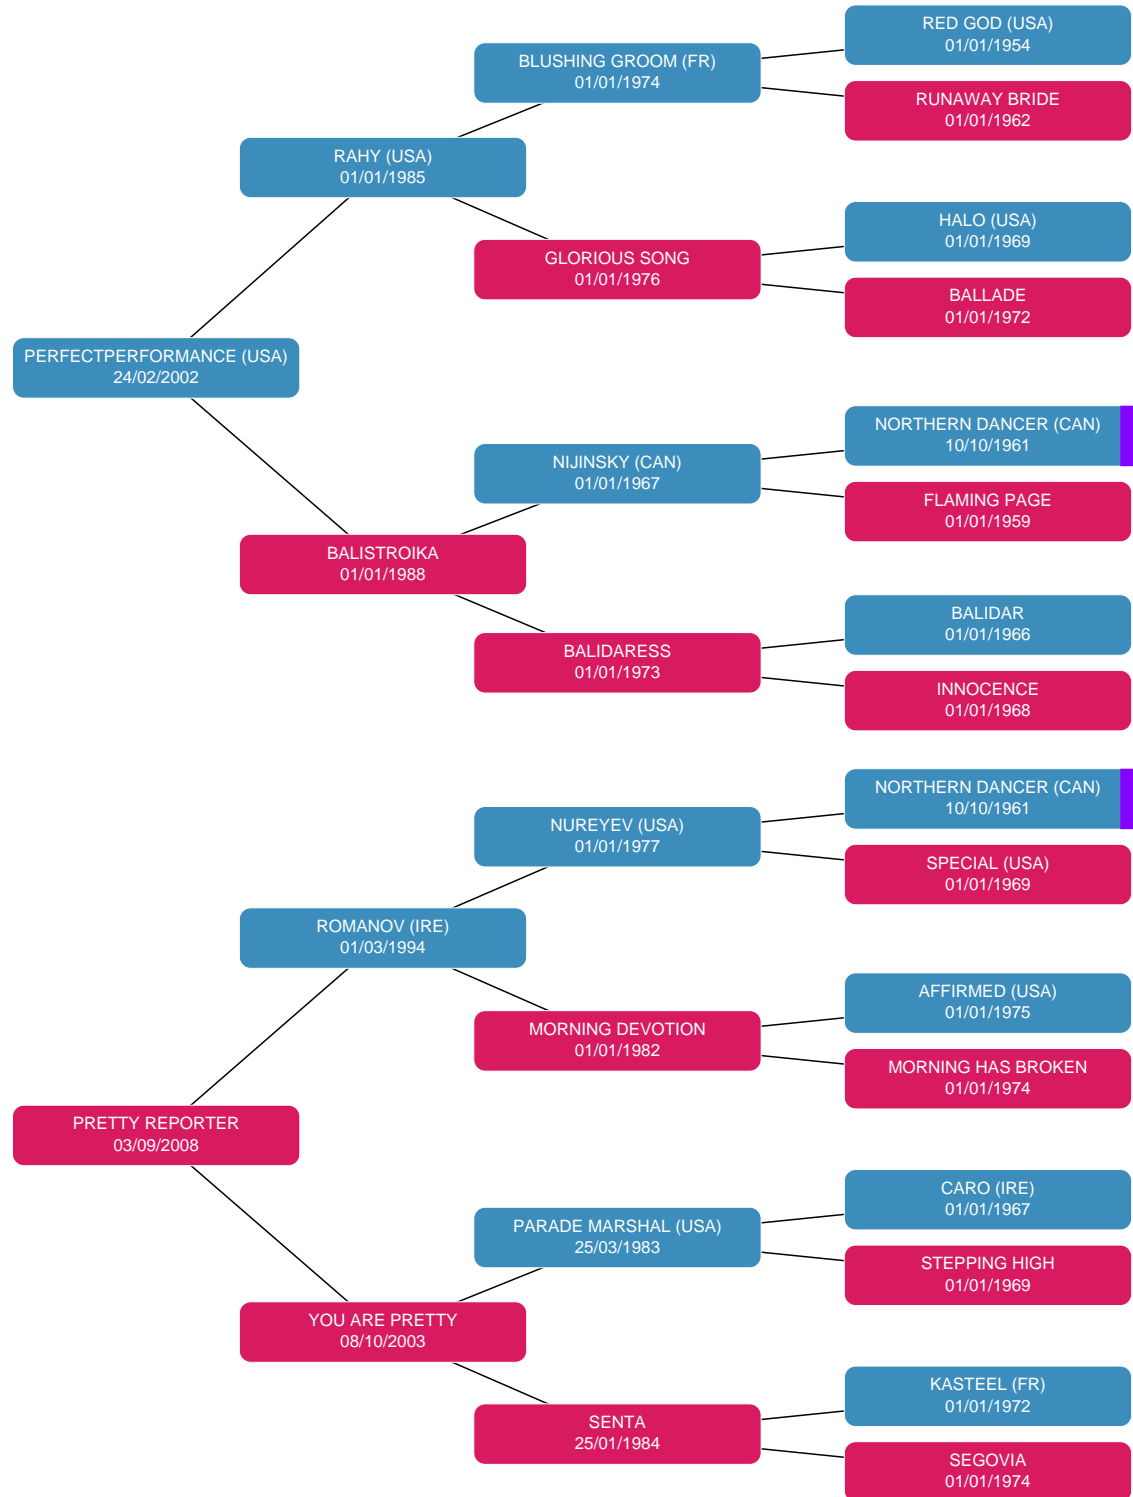 RED GOD (USA)
01/01/1954
BLUSHING GROOM (FR)
01/01/1974
RUNAWAY BRIDE
01/01/1962
RAHY (USA)
01/01/1985
HALO (USA)
01/01/1969
GLORIOUS SONG
01/01/1976
BALLADE
01/01/1972
PERFECTPERFORMANCE (USA)
24/02/2002
NORTHERN DANCER (CAN)
10/10/1961
NIJINSKY (CAN)
01/01/1967
FLAMING PAGE
01/01/1959
BALISTROIKA
01/01/1988
BALIDAR
01/01/1966
BALIDARESS
01/01/1973
INNOCENCE
01/01/1968
NORTHERN DANCER (CAN)
10/10/1961
NUREYEV (USA)
01/01/1977
SPECIAL (USA)
01/01/1969
ROMANOV (IRE)
01/03/1994
AFFIRMED (USA)
01/01/1975
MORNING DEVOTION
01/01/1982
MORNING HAS BROKEN
01/01/1974
PRETTY REPORTER
03/09/2008
CARO (IRE)
01/01/1967
PARADE MARSHAL (USA)
25/03/1983
STEPPING HIGH
01/01/1969
YOU ARE PRETTY
08/10/2003
KASTEEL (FR)
01/01/1972
SENTA
25/01/1984
SEGOVIA
01/01/1974